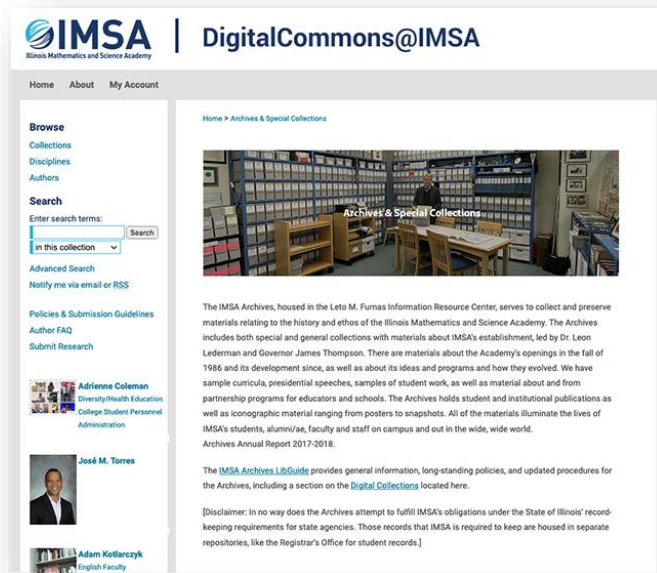 IMSA
Illinois Mathematics and Science Academy
DigitalCommons@IMSA
Home About My Account
Browse
Collections
Disciplines
Authors
Search
Enter search terms:
Search
in this collection
Advanced Search
Notify me via email or RSS
Policies & Submission Guidelines
Author FAQ
Submit Research
Adrienne Coleman
Diversity/Health Education
College Student Personnel
Administration
José M. Torres
Adam Kotlarczyk
English Faculty
Home > Archives & Special Collections
Archives & Special Collections
The IMSA Archives, housed in the Leto M. Furnas Information Resource Center, serves to collect and preserve
materials relating to the history and ethos of the Illinois Mathematics and Science Academy. The Archives
includes both special and general collections with materials about IMSA's establishment, led by Dr. Leon
Lederman and Governor James Thompson. There are materials about the Academy's openings in the fall of
1986 and its development since, as well as about its ideas and programs and how they evolved. We have
sample curricula, presidential speeches, samples of student work, as well as material about and from
partnership programs for educators and schools. The Archives holds student and institutional publications as
well as iconographic material ranging from posters to snapshots. All of the materials illuminate the lives of
IMSA's students, alumni/ae, faculty and staff on campus and out in the wide, wide world.
Archives Annual Report 2017-2018.
The IMSA Archives LibGuide provides general information, long-standing policies, and updated procedures for
the Archives, including a section on the Digital Collections located here.
[Disclaimer: In no way does the Archives attempt to fulfill IMSA's obligations under the State of Illinois' record-
keeping requirements for state agencies. Those records that IMSA is required to keep are housed in separate
repositories, like the Registrar's Office for student records.]